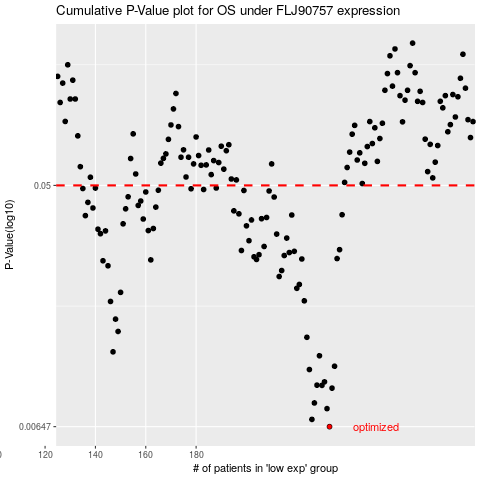 Cumulative P-Value plot for OS under FLJ90757 expression
P-Value(log10)
0.05
0.00647
optimized
0 120 140 160 180
# of patients in 'low exp' group